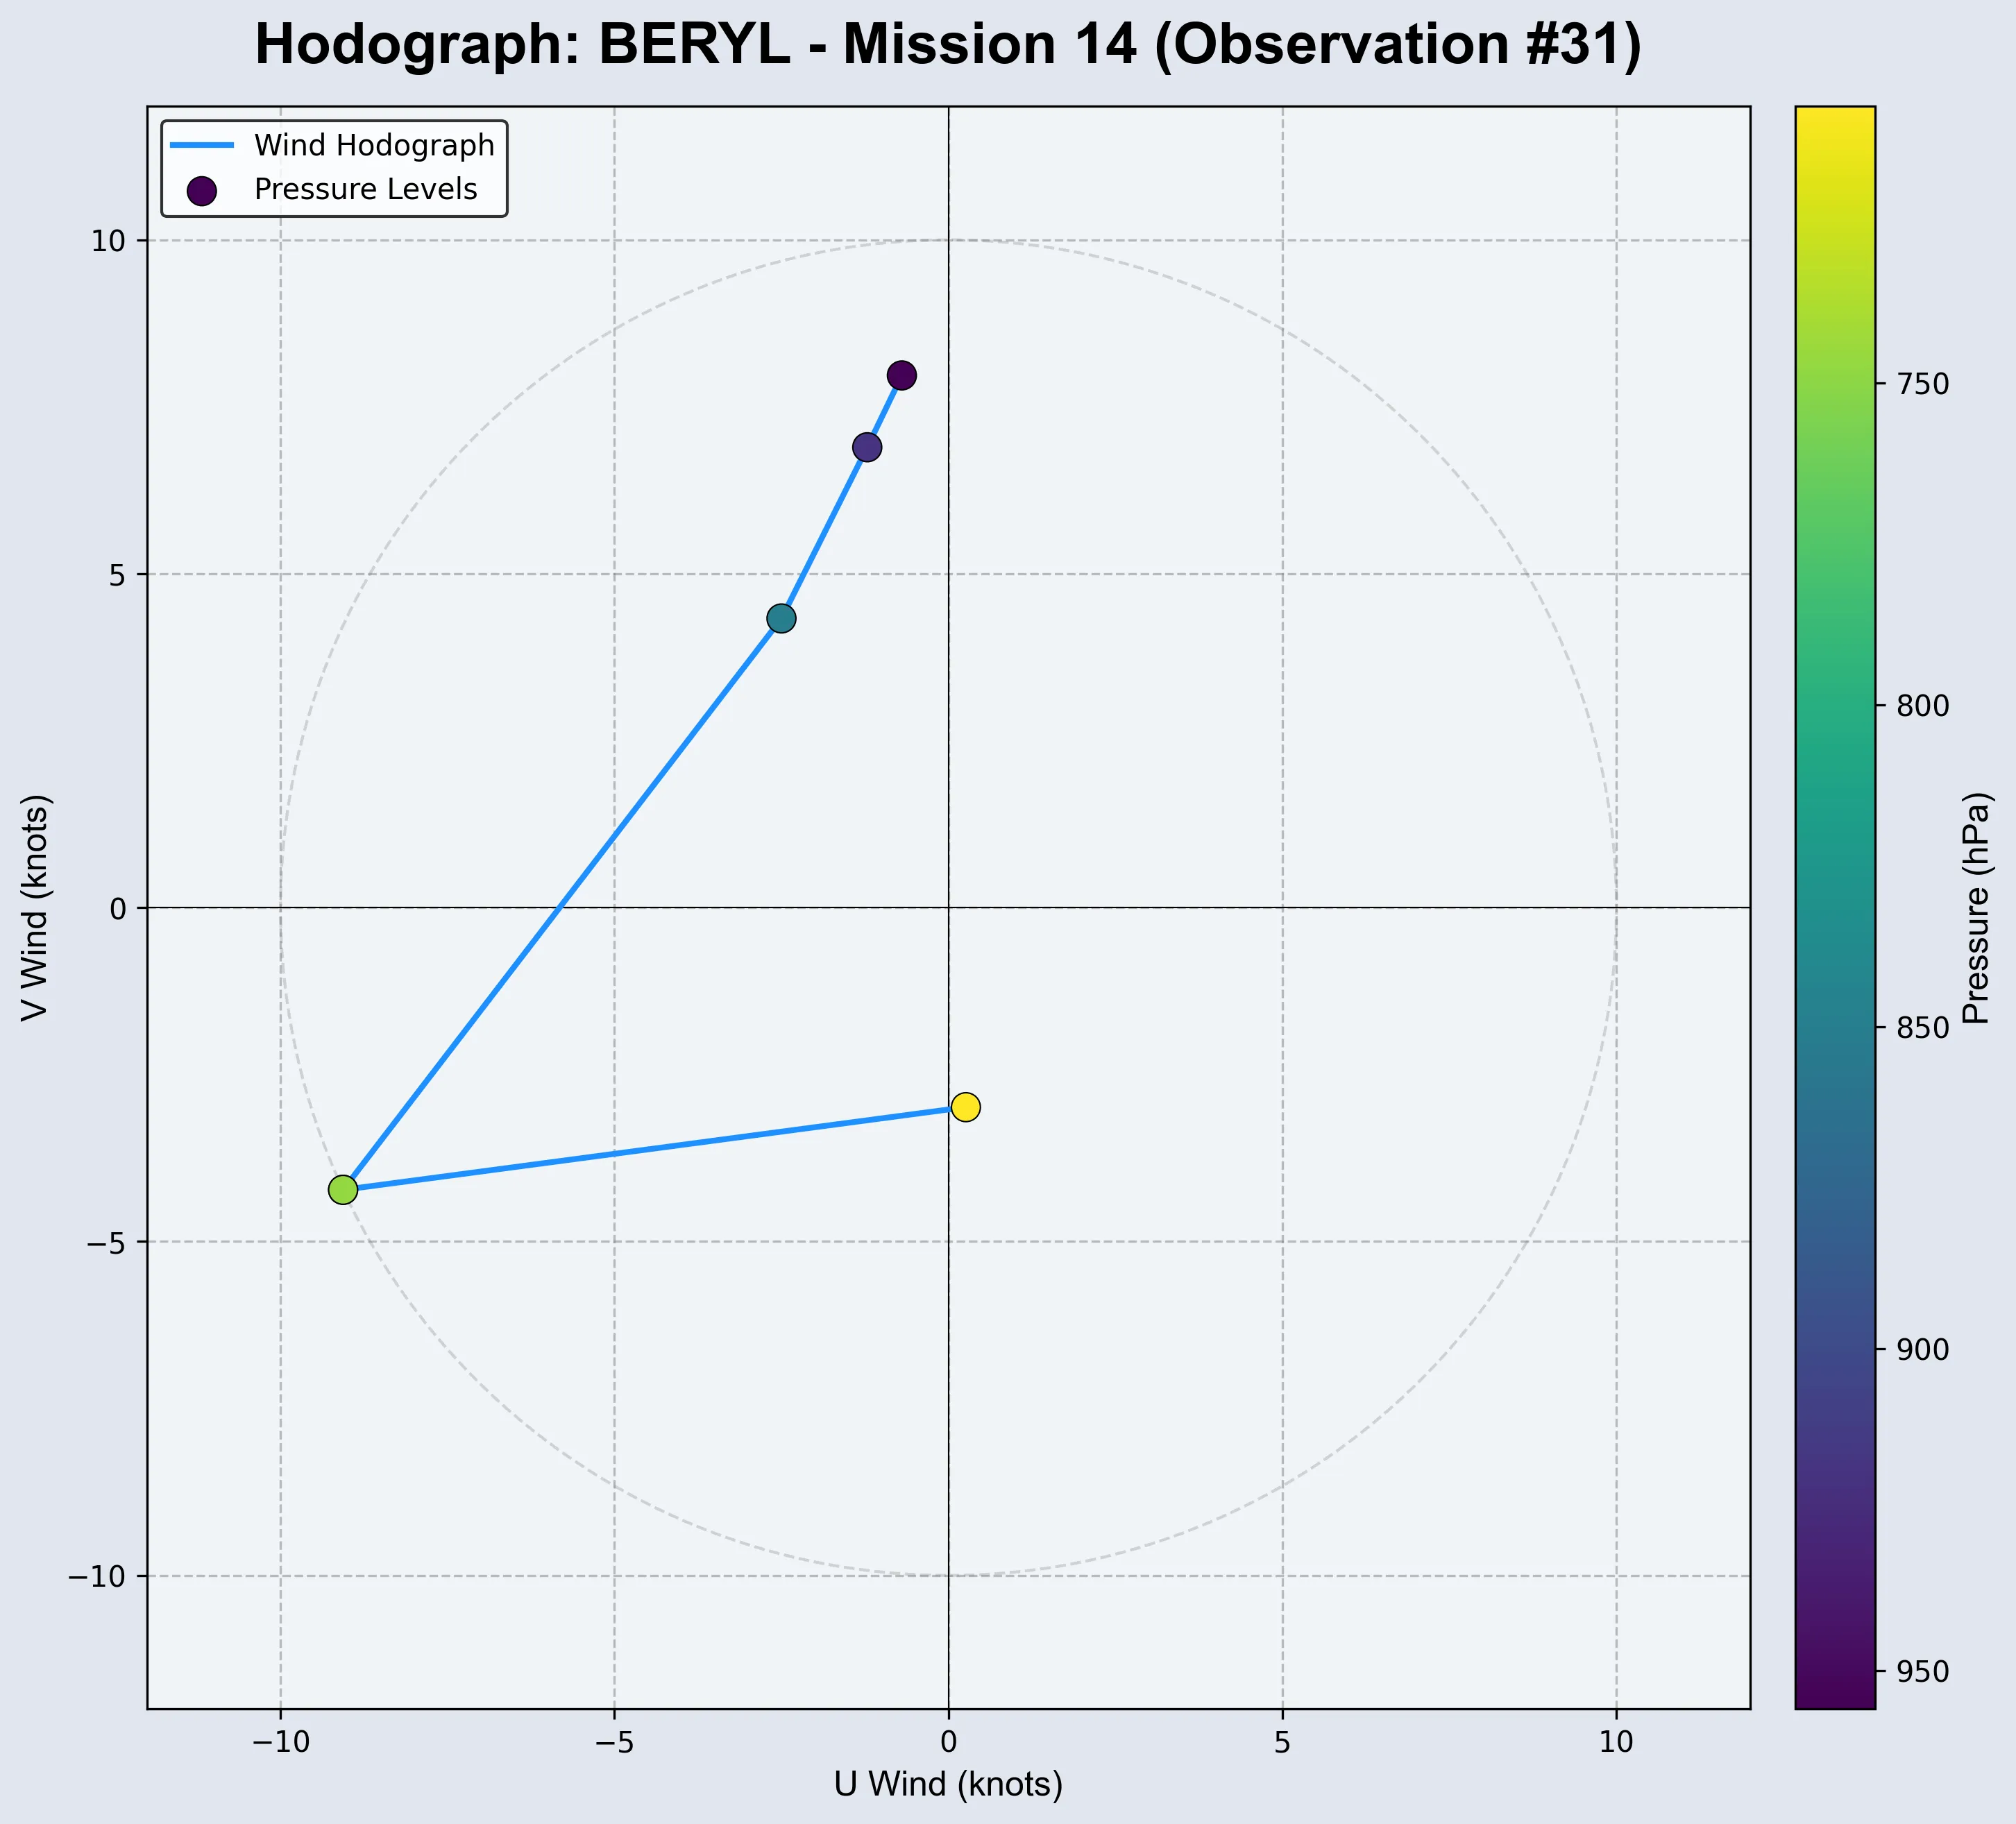 Hodograph: BERYL - Mission 14 (Observation #31)
Wind Hodograph
Pressure Levels
10
5
0
−5
−10
V Wind (knots)
−10
−5
0
5
10
U Wind (knots)
750
800
850
900
950
Pressure (hPa)